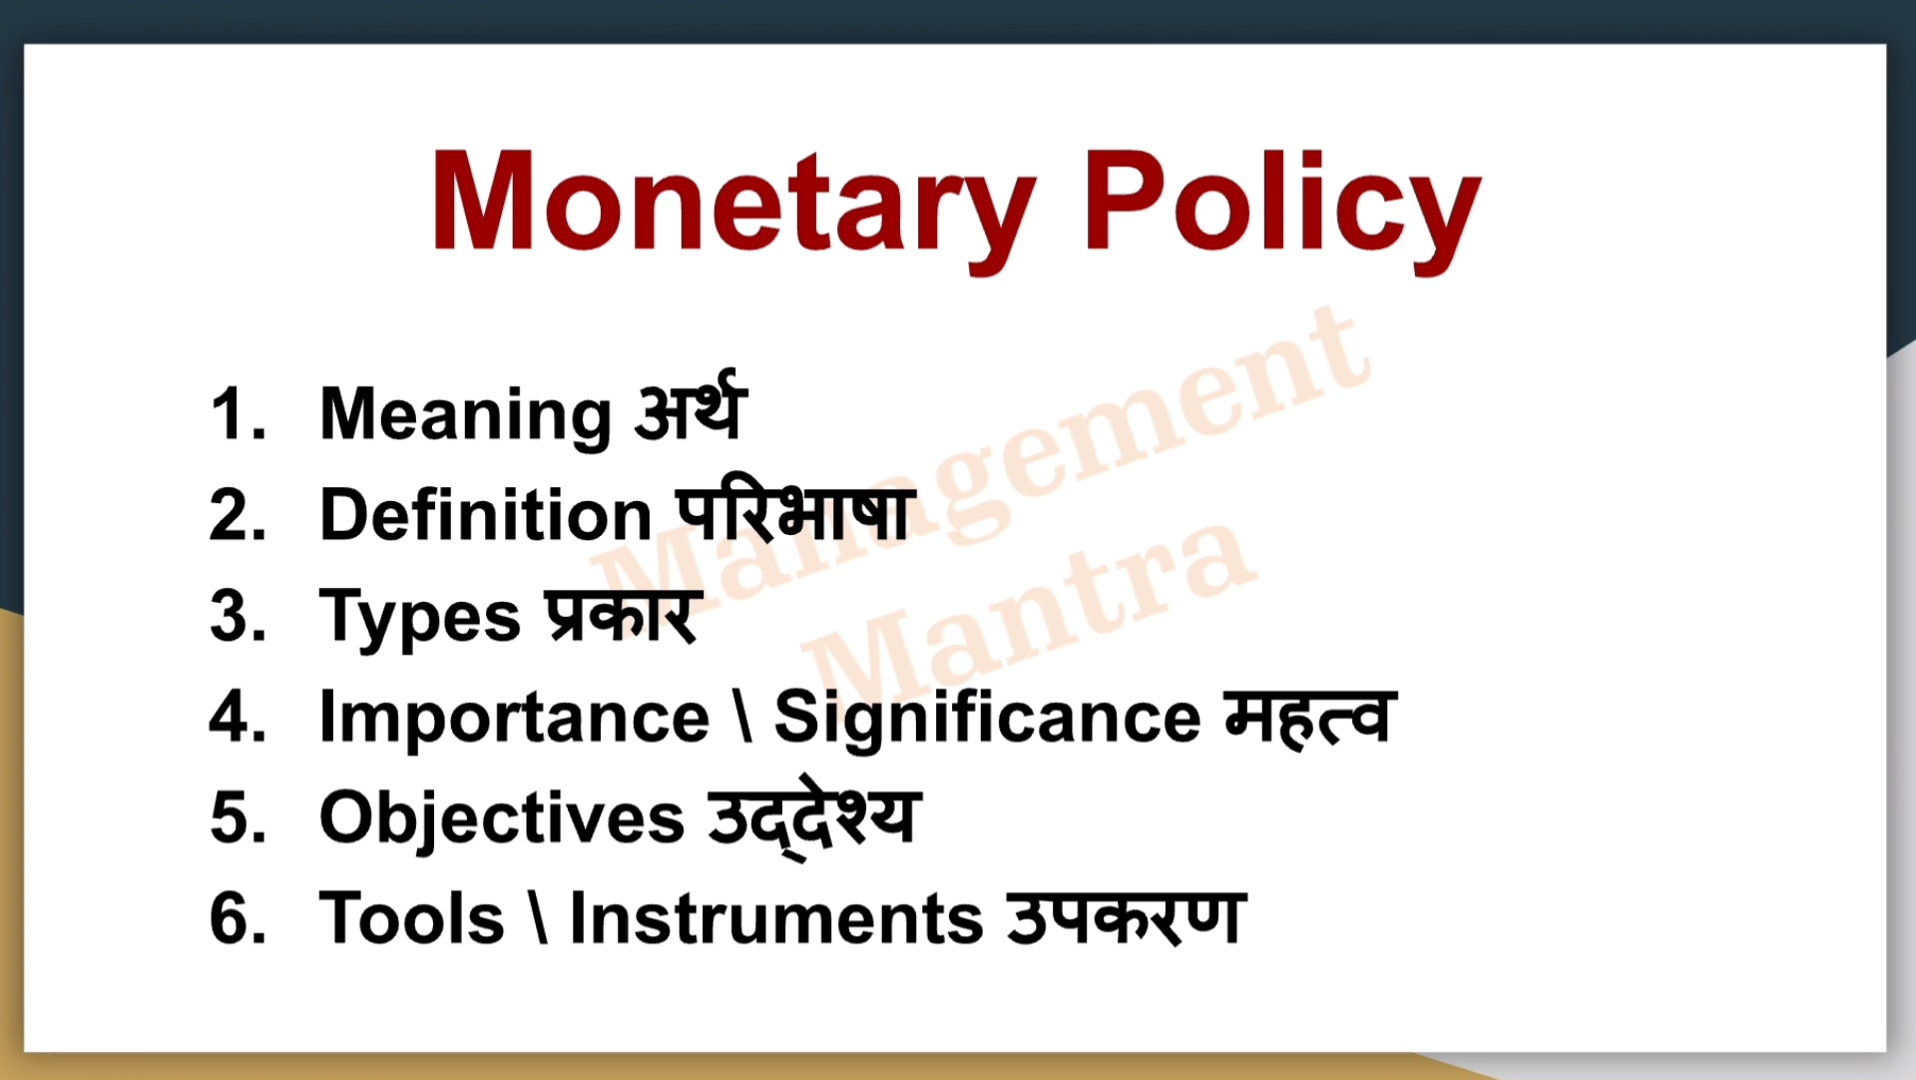 Monetary Policy
Management
Mantra
1. Meaning अर्थ
2. Definition परिभाषा
3. Types प्रकार
4. Importance \ Significance महत्व
5. Objectives उद्‌देश्य
6. Tools \ Instruments उपकरण